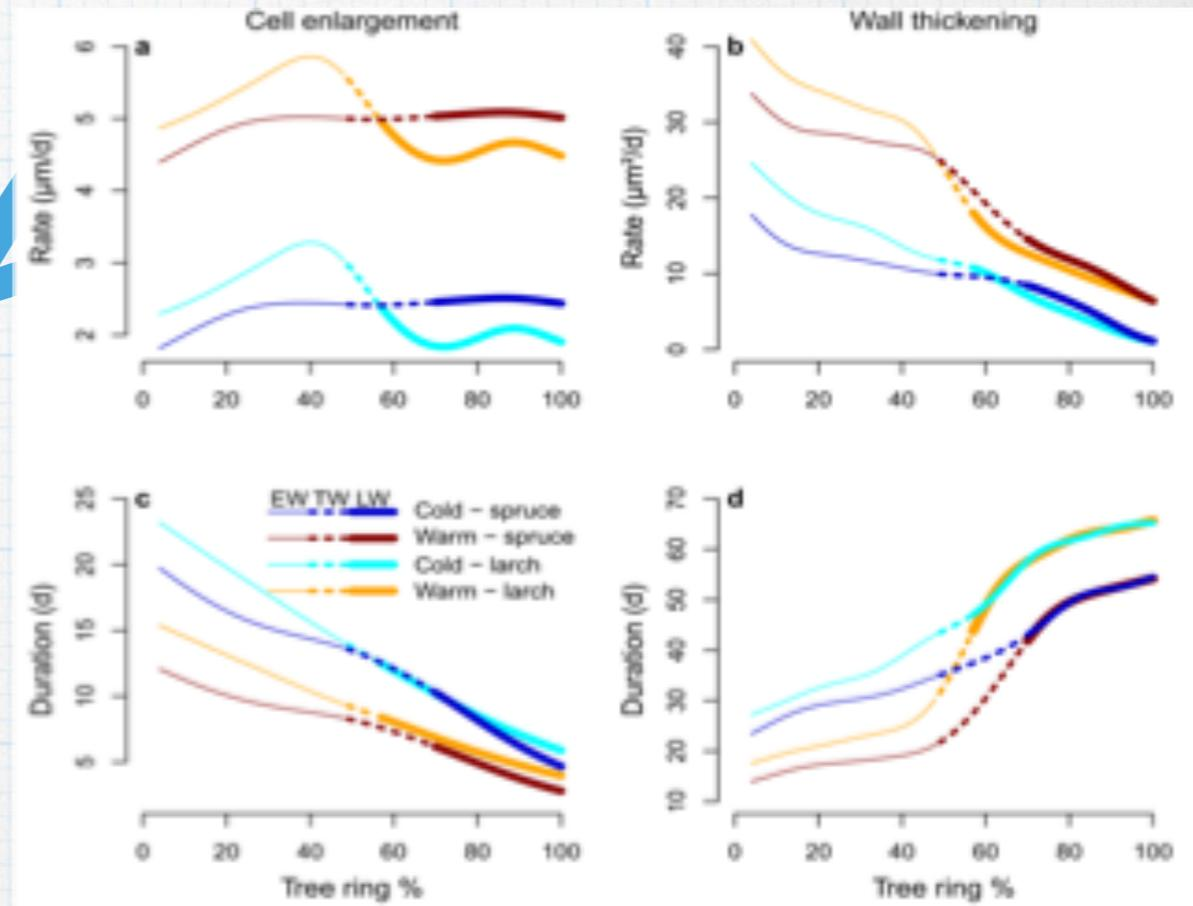 Cell enlargement
a
Rate (µm/d)
6
5
4
3
2
0 20 40 60 80 100
Wall thickening
b
Rate (µm²/d)
40
30
20
10
0
0 20 40 60 80 100
c
Duration (d)
25
20
15
10
5
EW TW LW
Cold − spruce
Warm − spruce
Cold − larch
Warm − larch
0 20 40 60 80 100
Tree ring %
d
Duration (d)
70
60
50
40
30
20
10
0 20 40 60 80 100
Tree ring %